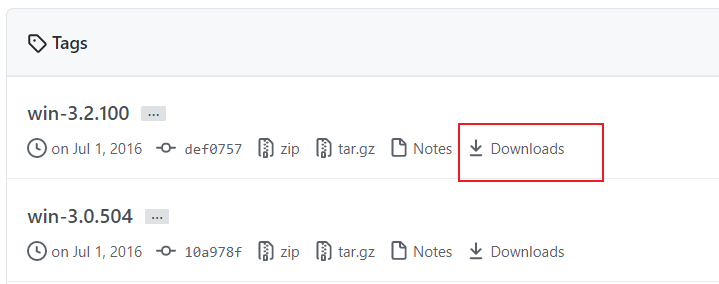 Tags
win-3.2.100 ...
on Jul 1, 2016 def0757 zip tar.gz Notes Downloads
win-3.0.504 ...
on Jul 1, 2016 10a978f zip tar.gz Notes Downloads